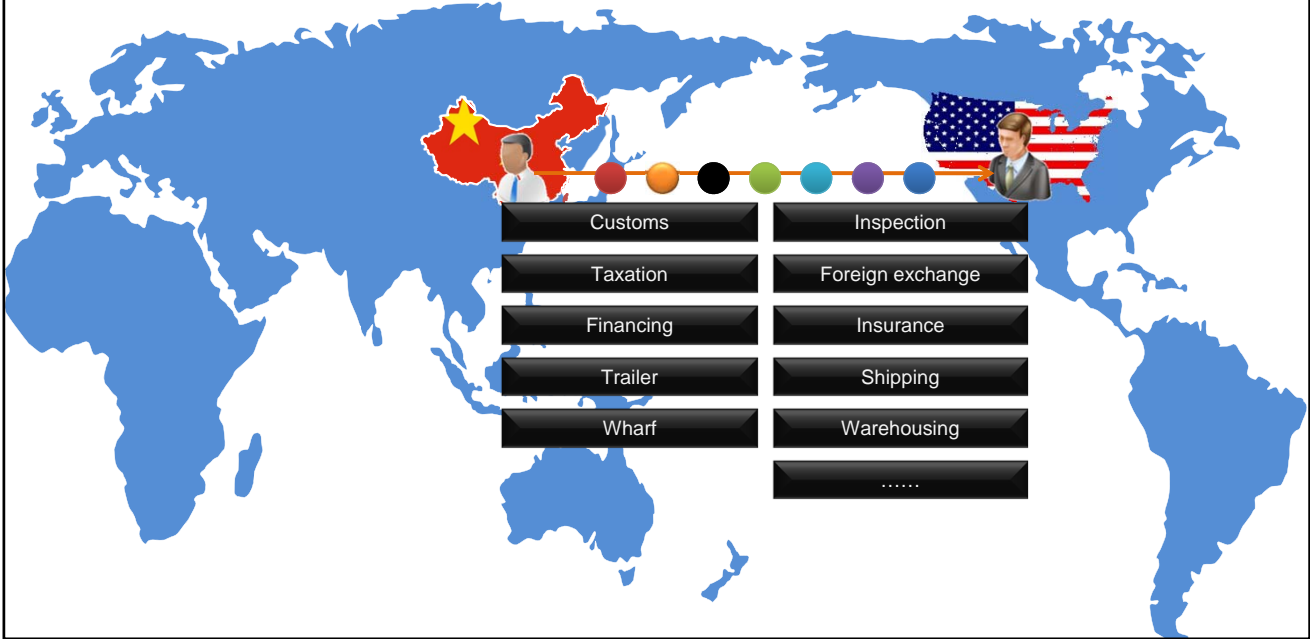 Customs
Inspection
Taxation
Foreign exchange
Financing
Insurance
Trailer
Shipping
Wharf
Warehousing
……